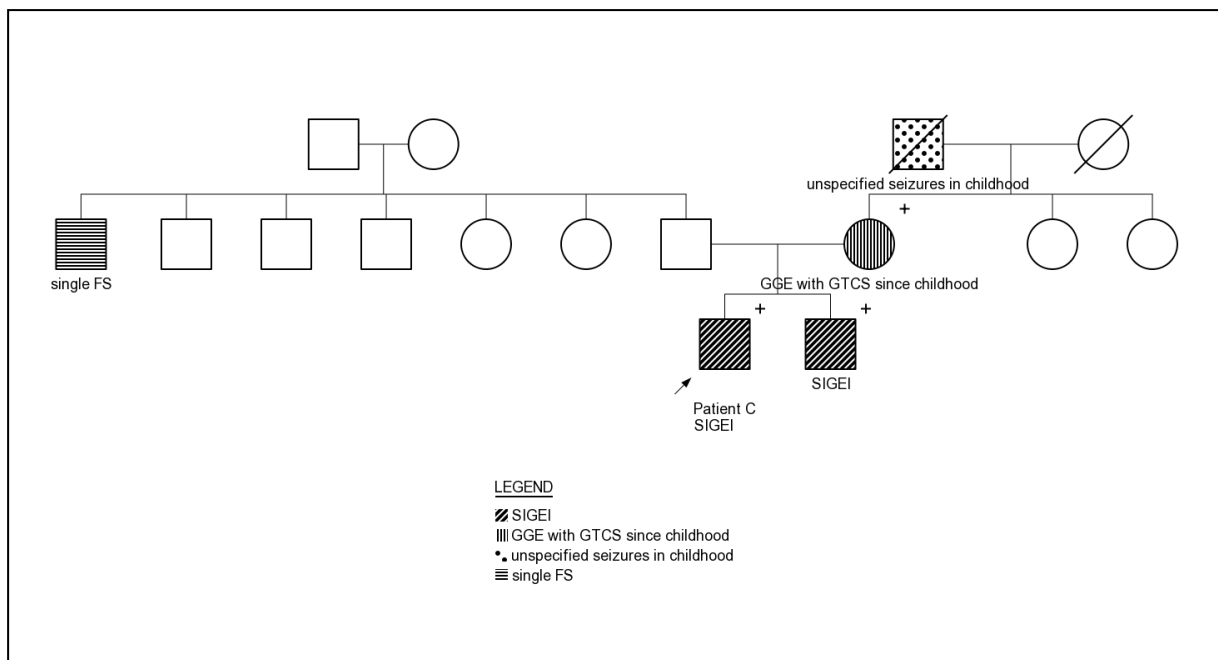 unspecified seizures in childhood
+
single FS
GGE with GTCS since childhood
+
+
SIGEI
Patient C
SIGEI
LEGEND
SIGEI
GGE with GTCS since childhood
unspecified seizures in childhood
single FS